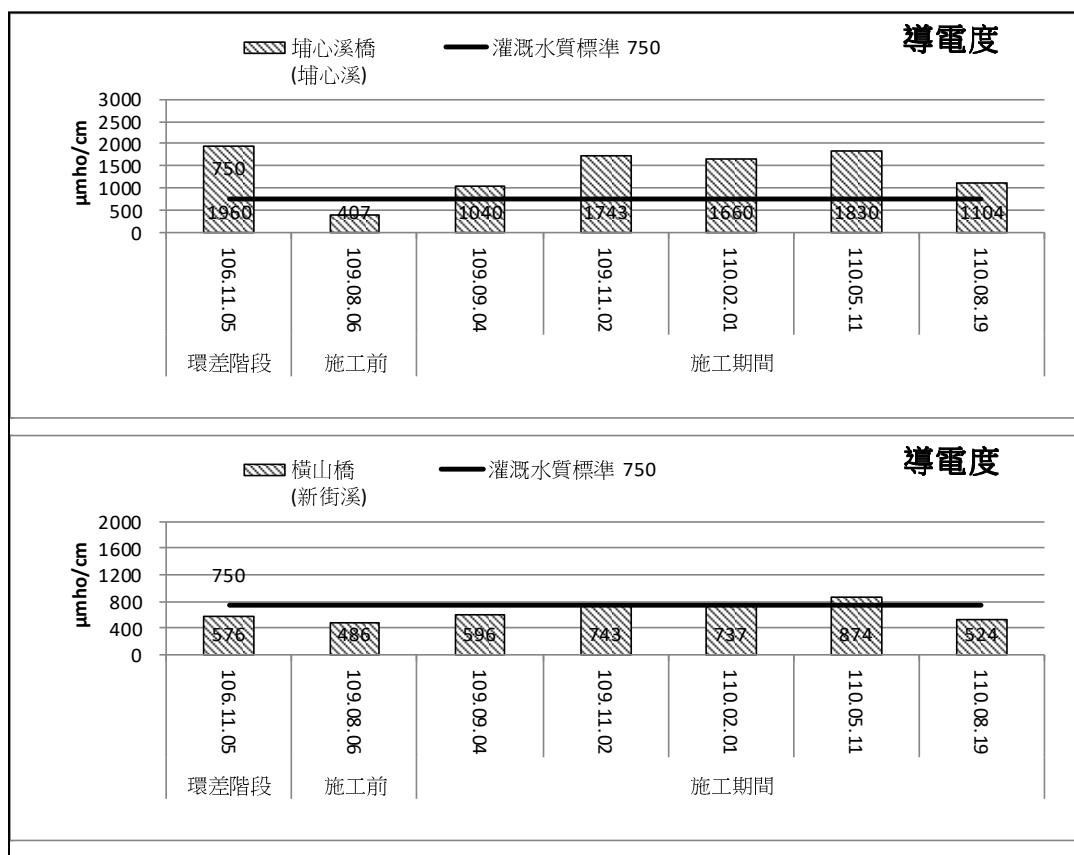 導電度
埔心溪橋
(埔心溪)
灌溉水質標準 750
μmho/cm
3000
2500
2000
1500
1000
500
0
750
1960
407
1040
1743
1660
1830
1104
106.11.05
109.08.06
109.09.04
109.11.02
110.02.01
110.05.11
110.08.19
環差階段
施工前
施工期間
導電度
橫山橋
(新街溪)
灌溉水質標準 750
μmho/cm
2000
1600
1200
800
400
0
750
576
486
596
743
737
874
524
106.11.05
109.08.06
109.09.04
109.11.02
110.02.01
110.05.11
110.08.19
環差階段
施工前
施工期間